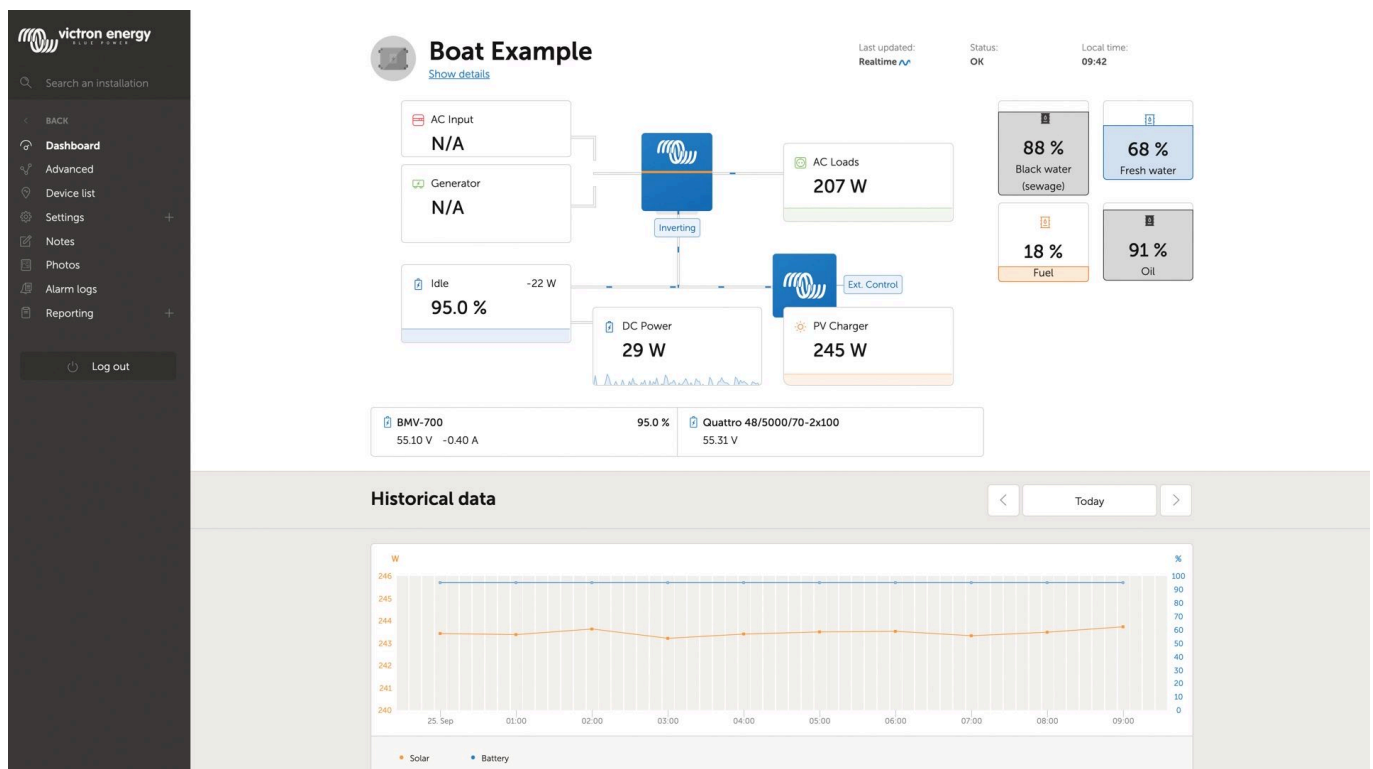 victron energy
BLUE POWER
Search an installation
BACK
Dashboard
Advanced
Device list
Settings
Notes
Photos
Alarm logs
Reporting
Log out
Boat Example
Show details
Last updated:
Realtime
Status:
OK
Local time:
09:42
AC Input
N/A
Generator
N/A
Inverting
AC Loads
207 W
Idle -22 W
95.0 %
DC Power
29 W
Ext. Control
PV Charger
245 W
88 %
Black water
(sewage)
68 %
Fresh water
18 %
Fuel
91 %
Oil
BMV-700 95.0 %
55.10 V -0.40 A
Quattro 48/5000/70-2x100
55.31 V
Historical data
Today
W
246
245
244
243
242
241
240
%
100
90
80
70
60
50
40
30
20
10
0
25. Sep 01:00 02:00 03:00 04:00 05:00 06:00 07:00 08:00 09:00
Solar Battery